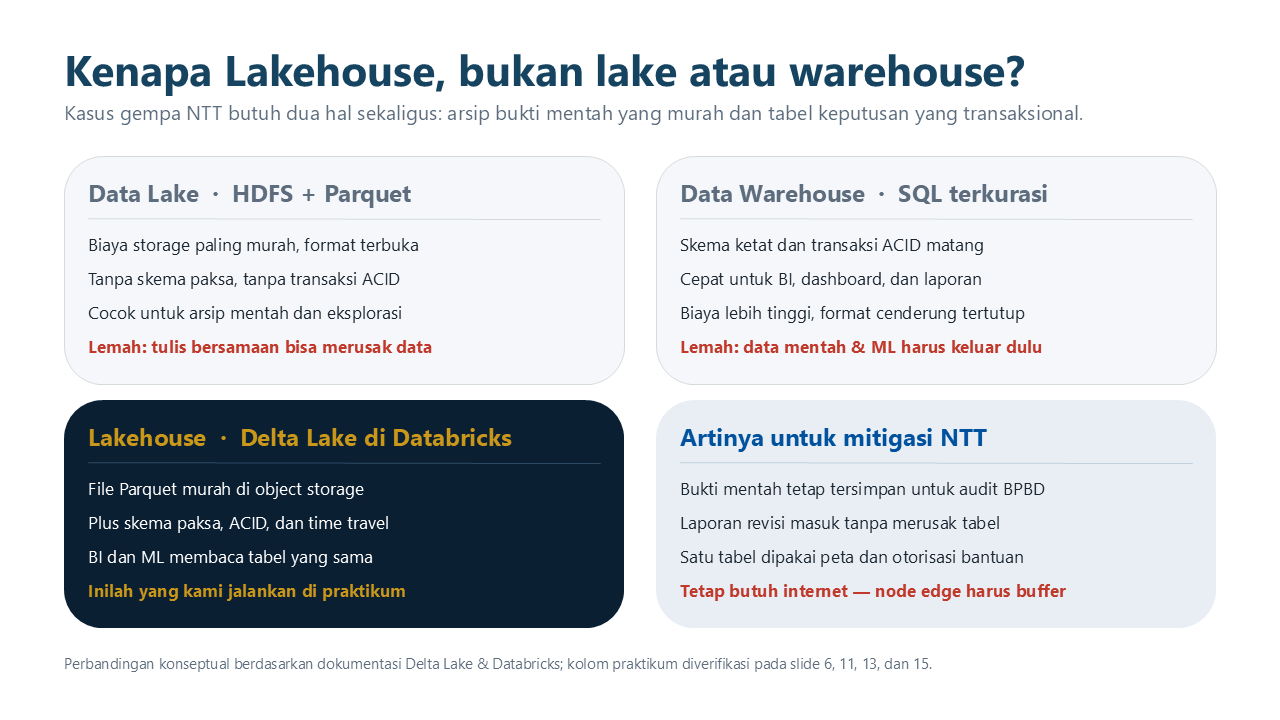 Kenapa Lakehouse, bukan lake atau warehouse?
Kasus gempa NTT butuh dua hal sekaligus: arsip bukti mentah yang murah dan tabel keputusan yang transaksional.
Data Lake · HDFS + Parquet
Biaya storage paling murah, format terbuka
Tanpa skema paksa, tanpa transaksi ACID
Cocok untuk arsip mentah dan eksplorasi
Lemah: tulis bersamaan bisa merusak data
Data Warehouse · SQL terkurasi
Skema ketat dan transaksi ACID matang
Cepat untuk BI, dashboard, dan laporan
Biaya lebih tinggi, format cenderung tertutup
Lemah: data mentah & ML harus keluar dulu
Lakehouse · Delta Lake di Databricks
File Parquet murah di object storage
Plus skema paksa, ACID, dan time travel
BI dan ML membaca tabel yang sama
Inilah yang kami jalankan di praktikum
Artinya untuk mitigasi NTT
Bukti mentah tetap tersimpan untuk audit BPBD
Laporan revisi masuk tanpa merusak tabel
Satu tabel dipakai peta dan otorisasi bantuan
Tetap butuh internet — node edge harus buffer
Perbandingan konseptual berdasarkan dokumentasi Delta Lake & Databricks; kolom praktikum diverifikasi pada slide 6, 11, 13, dan 15.